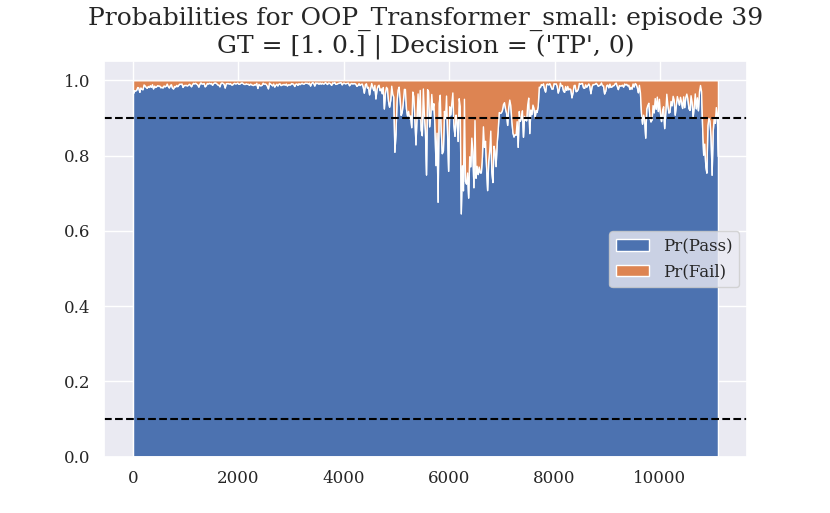 Probabilities for OOP_Transformer_small: episode 39
GT = [1. 0.] | Decision = ('TP', 0)
1.0
0.8
0.6
0.4
0.2
0.0
Pr(Pass)
Pr(Fail)
0 2000 4000 6000 8000 10000